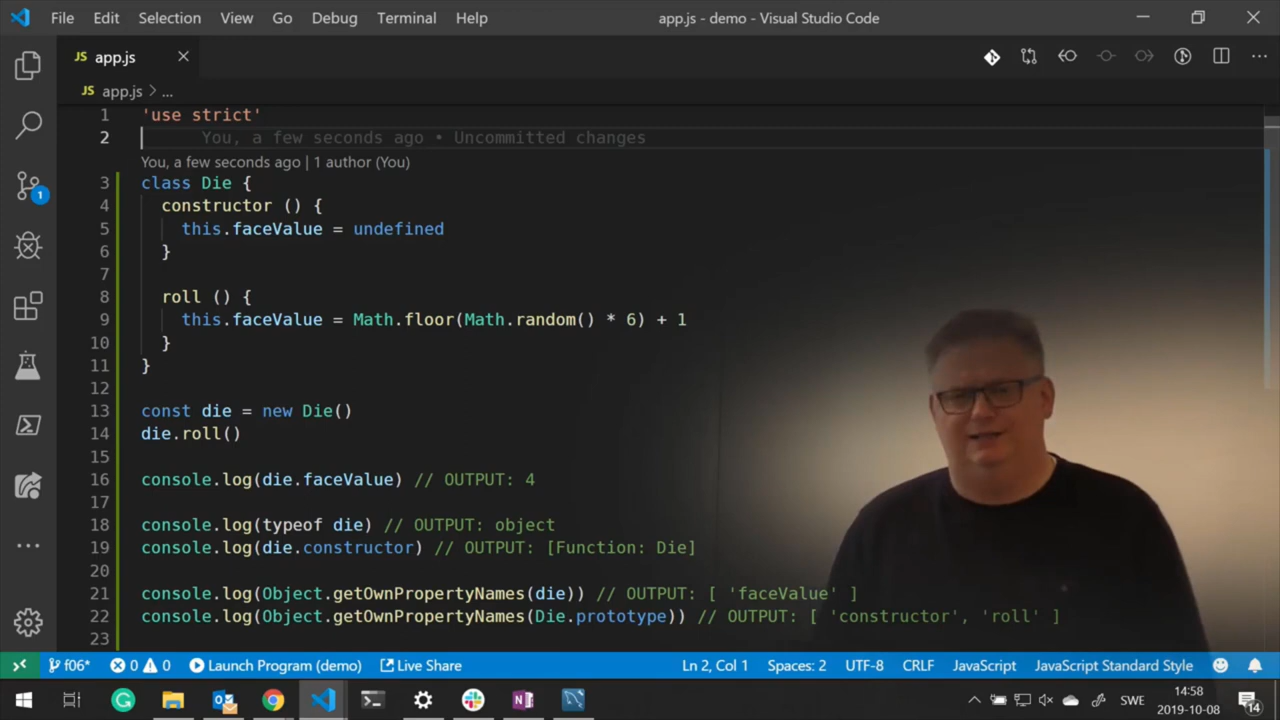 File Edit Selection View Go Debug Terminal Help app.js - demo - Visual Studio Code
JS app.js
JS app.js > ...
1 'use strict'
2 You, a few seconds ago • Uncommitted changes
You, a few seconds ago | 1 author (You)
3 class Die {
4 constructor () {
5 this.faceValue = undefined
6 }
7
8 roll () {
9 this.faceValue = Math.floor(Math.random() * 6) + 1
10 }
11 }
12
13 const die = new Die()
14 die.roll()
15
16 console.log(die.faceValue) // OUTPUT: 4
17
18 console.log(typeof die) // OUTPUT: object
19 console.log(die.constructor) // OUTPUT: [Function: Die]
20
21 console.log(Object.getOwnPropertyNames(die)) // OUTPUT: [ 'faceValue' ]
22 console.log(Object.getOwnPropertyNames(Die.prototype)) // OUTPUT: [ 'constructor', 'roll' ]
23
1
f06* 0 0 Launch Program (demo) Live Share Ln 2, Col 1 Spaces: 2 UTF-8 CRLF JavaScript JavaScript Standard Style
SWE 14:58
2019-10-08 14